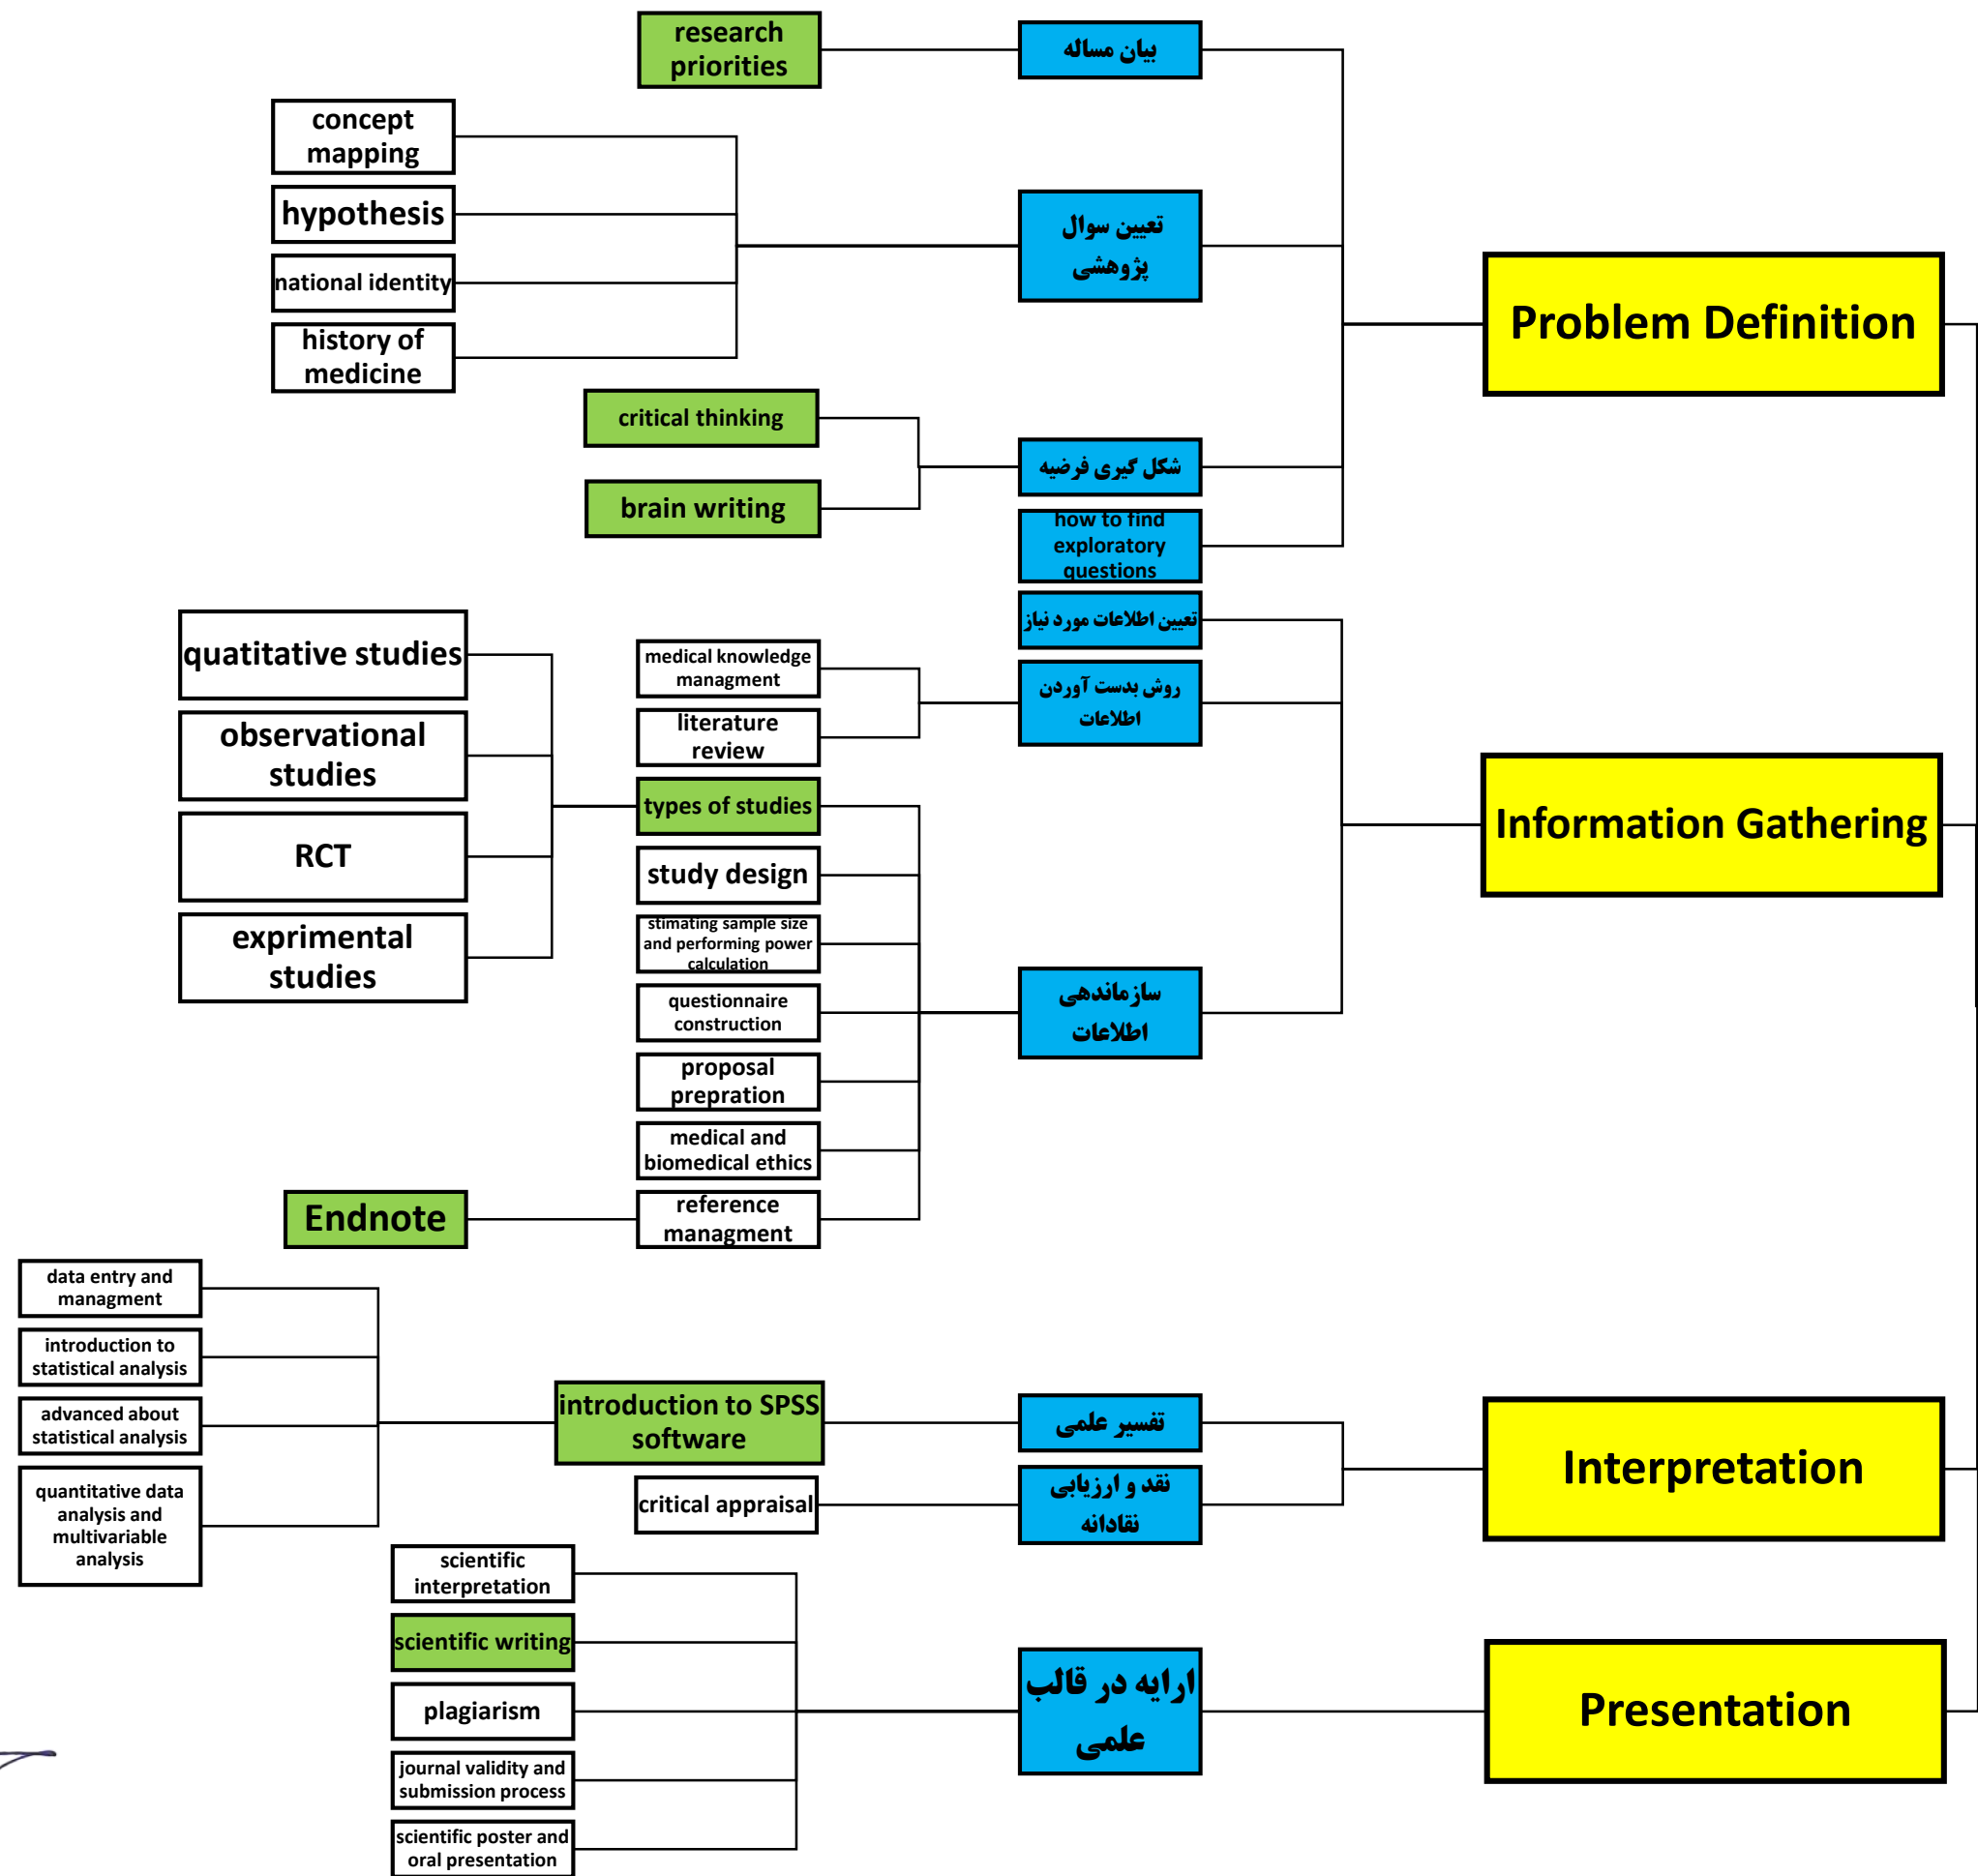 research
priorities
بیان مساله
concept
mapping
hypothesis
national identity
history of
medicine
تعیین سوال
پژوهشی
Problem Definition
critical thinking
brain writing
شکل گیری فرضیه
how to find
exploratory
questions
تعیین اطلاعات مورد نیاز
quatitative studies
observational
studies
RCT
exprimental
studies
medical knowledge
managment
literature
review
روش بدست آوردن
اطلاعات
types of studies
study design
stimating sample size
and performing power
calculation
questionnaire
construction
proposal
prepration
medical and
biomedical ethics
reference
managment
Endnote
سازماندهی
اطلاعات
Information Gathering
data entry and
managment
introduction to
statistical analysis
advanced about
statistical analysis
quantitative data
analysis and
multivariable
analysis
introduction to SPSS
software
تفسیر علمی
critical appraisal
نقد و ارزیابی
نقادانه
Interpretation
scientific
interpretation
scientific writing
plagiarism
journal validity and
submission process
scientific poster and
oral presentation
ارایه در قالب
علمی
Presentation